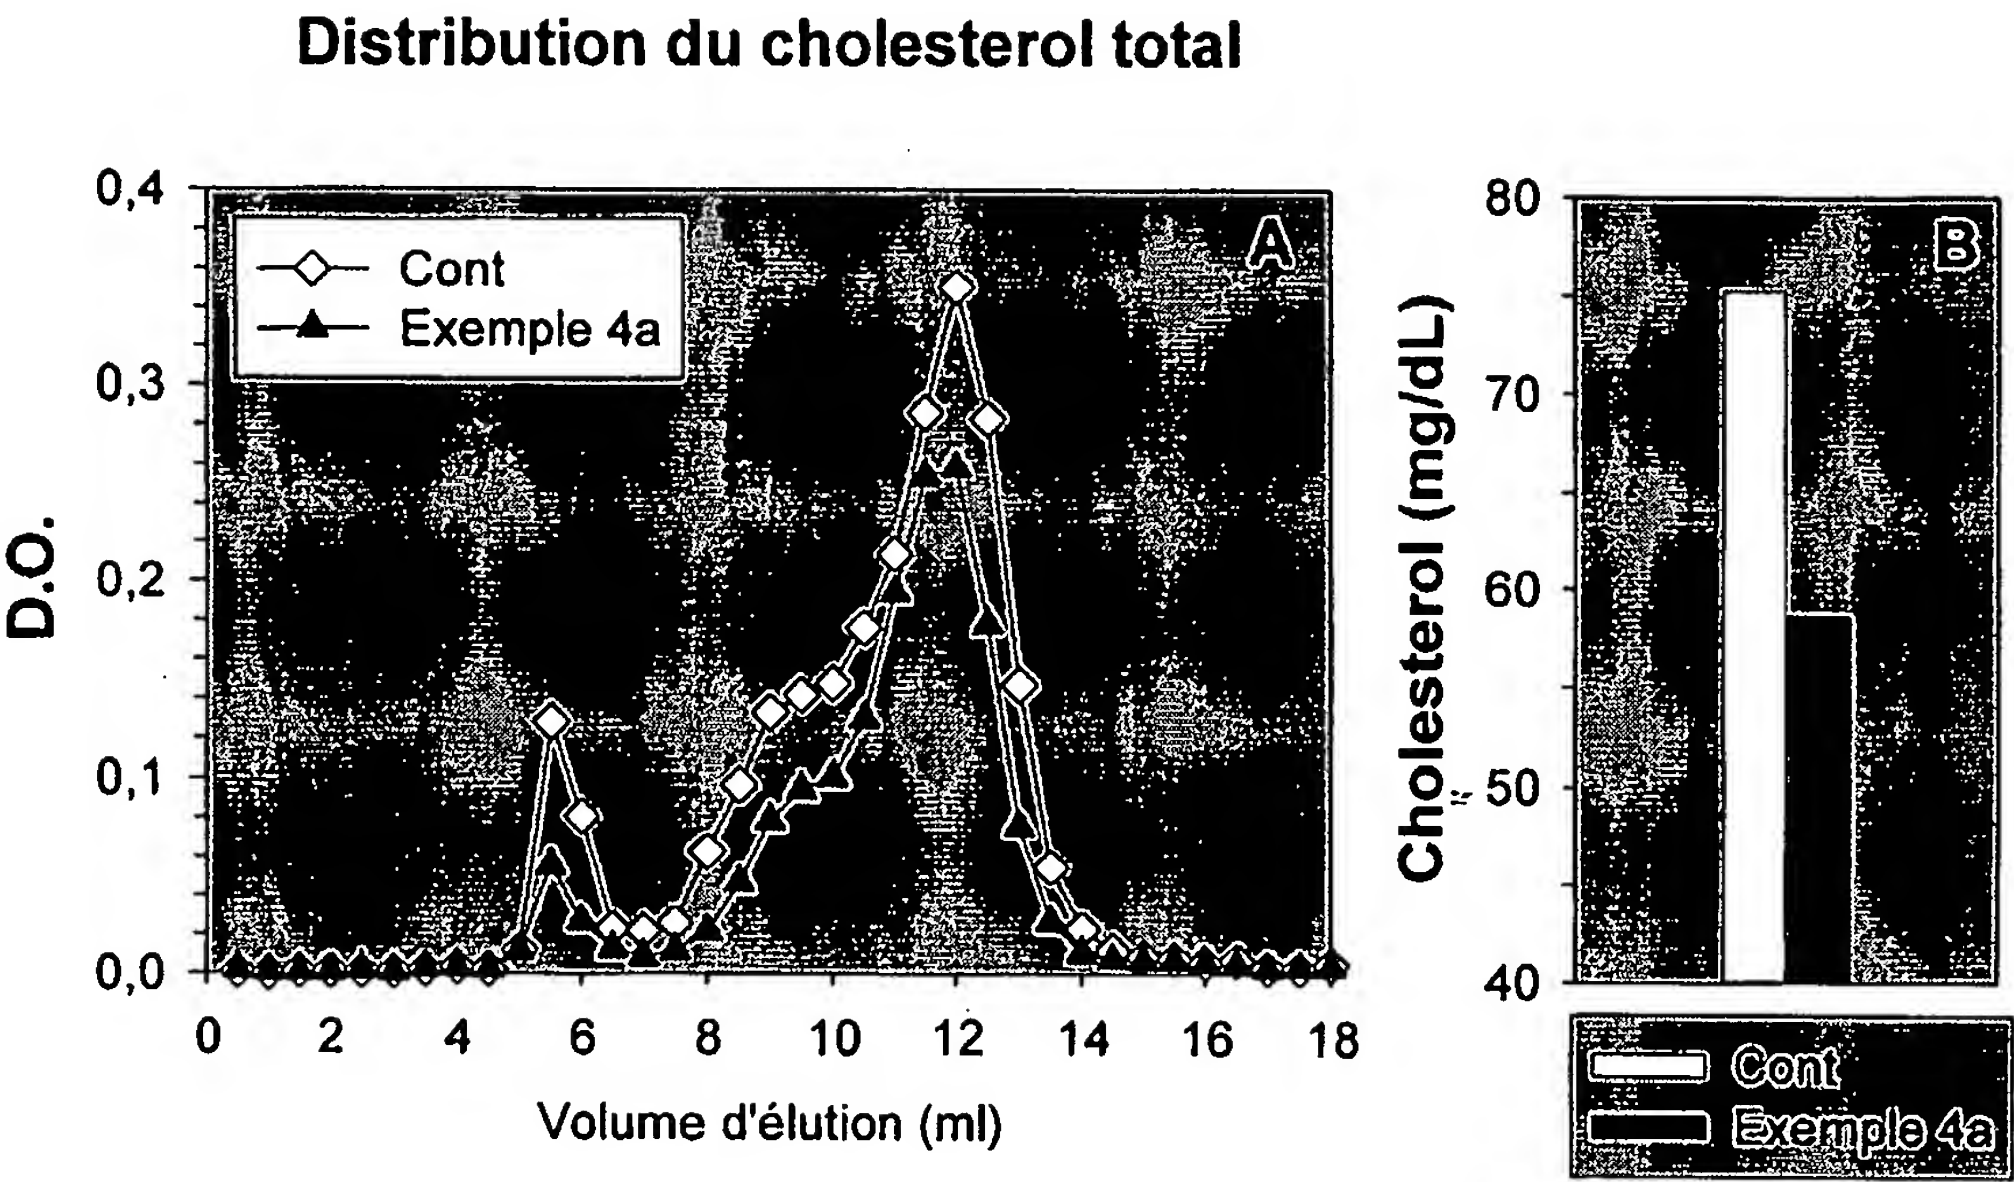 Distribution du cholesterol total
0,4
0,3
0,2
0,1
0,0
D.O.
Cont
Exemple 4a
A
0 2 4 6 8 10 12 14 16 18
Volume d'élution (ml)
80
70
60
50
40
Cholesterol (mg/dL)
B
Cont
Exemple 4a